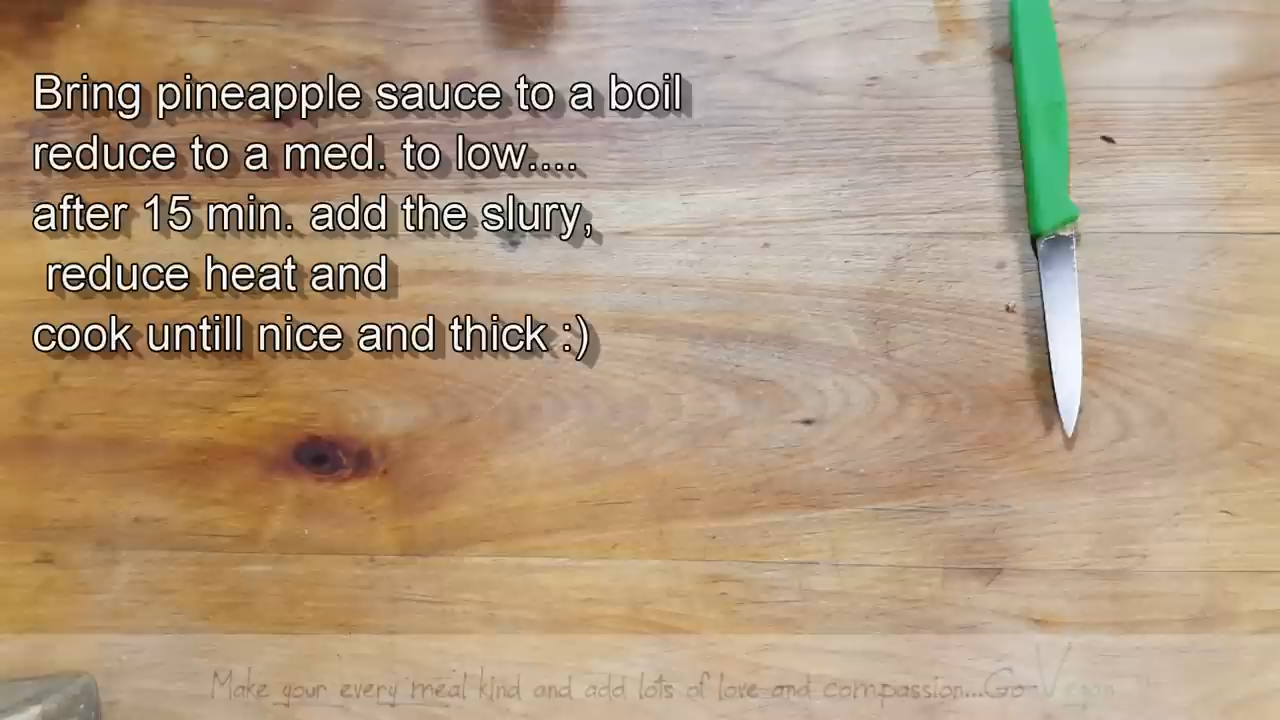 Bring pineapple sauce to a boil
reduce to a med. to low....
after 15 min. add the slury,
reduce heat and
cook untill nice and thick :)
Make your every meal kind and add lots of love and compassion...Go Vegan